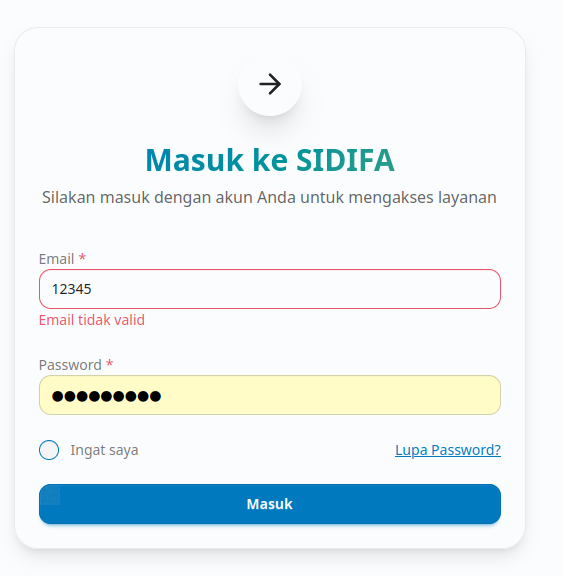 Masuk ke SIDIFA
Silakan masuk dengan akun Anda untuk mengakses layanan
Email *
12345
Email tidak valid
Password *
●●●●●●●●●
Ingat saya Lupa Password?
Masuk